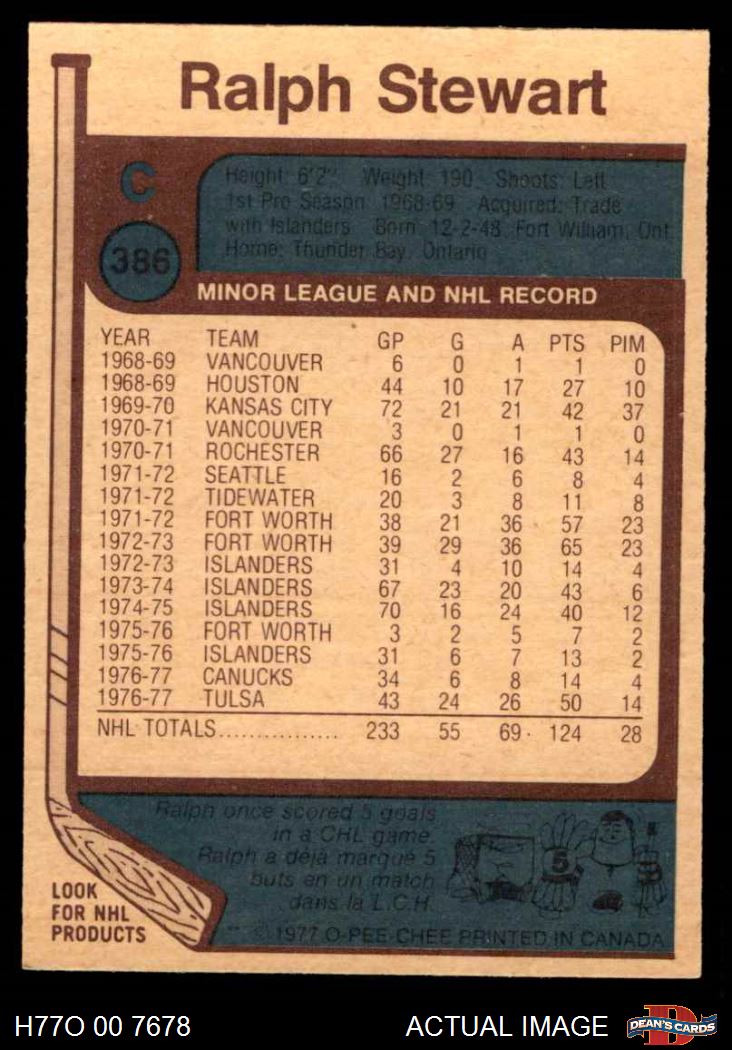 Ralph Stewart
C
386
Height 6'2" Weight 190 Shoots: Left
1st Pro Season 1968-69 Acquired: Trade
with Islanders Born 12-2-48, Fort William, Ont
Home: Thunder Bay, Ontario
MINOR LEAGUE AND NHL RECORD
YEAR TEAM GP G A PTS PIM
1968-69 VANCOUVER 6 0 1 1 0
1968-69 HOUSTON 44 10 17 27 10
1969-70 KANSAS CITY 72 21 21 42 37
1970-71 VANCOUVER 3 0 1 1 0
1970-71 ROCHESTER 66 27 16 43 14
1971-72 SEATTLE 16 2 6 8 4
1971-72 TIDEWATER 20 3 8 11 8
1971-72 FORT WORTH 38 21 36 57 23
1972-73 FORT WORTH 39 29 36 65 23
1972-73 ISLANDERS 31 4 10 14 4
1973-74 ISLANDERS 67 23 20 43 6
1974-75 ISLANDERS 70 16 24 40 12
1975-76 FORT WORTH 3 2 5 7 2
1975-76 ISLANDERS 31 6 7 13 2
1976-77 CANUCKS 34 6 8 14 4
1976-77 TULSA 43 24 26 50 14
NHL TOTALS................ 233 55 69 124 28
Ralph once scored 5 goals
in a CHL game.
Ralph a déjà marqué 5
buts en un match
dans la L.C.H.
5
LOOK
FOR NHL
PRODUCTS
© 1977 O-PEE-CHEE PRINTED IN CANADA
H77O 00 7678
ACTUAL IMAGE
D
DEAN'S CARDS